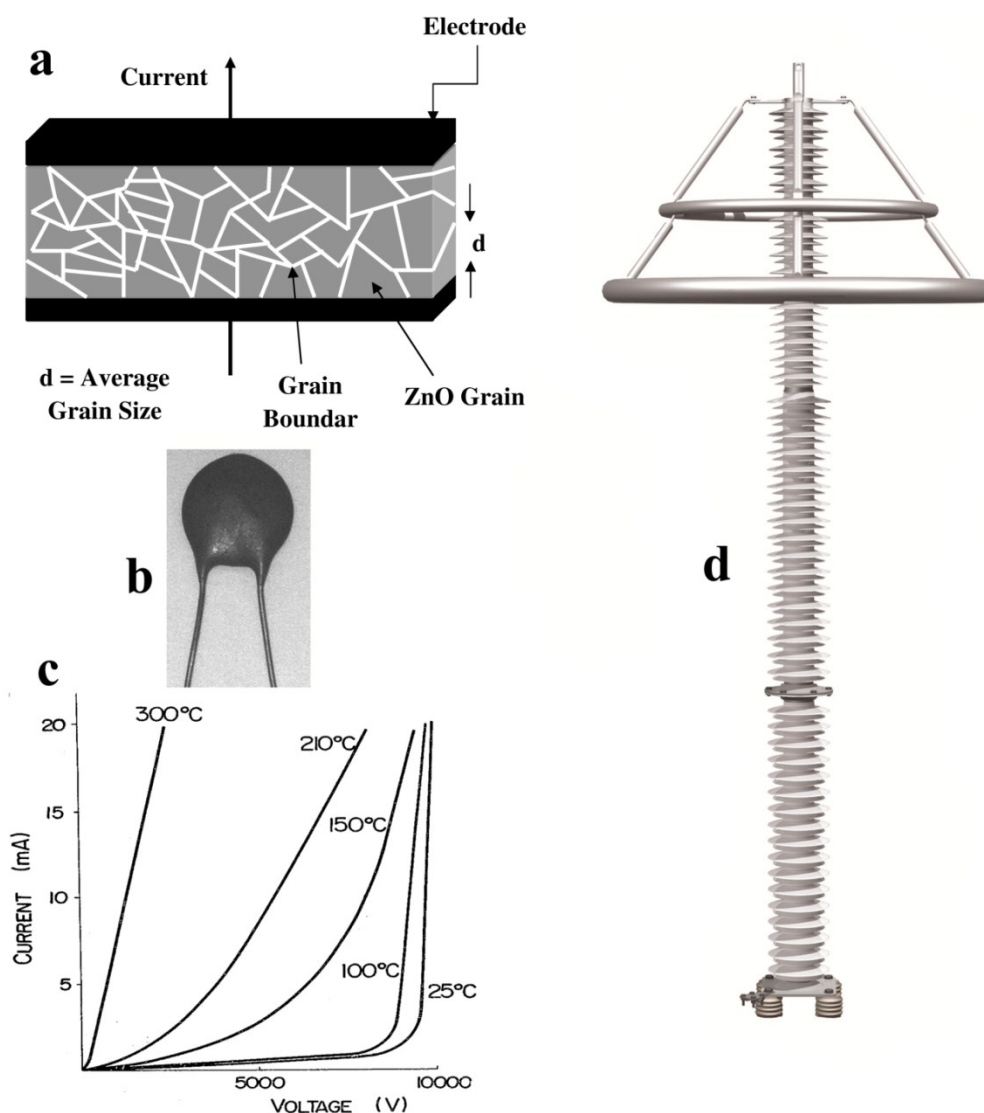 a
Current
Electrode
d
d = Average
Grain Size
Grain
Boundar
ZnO Grain
b
c
d
CURRENT (mA)
20
15
10
5
300°C
210°C
150°C
100°C
25°C
5000
10000
VOLTAGE (V)